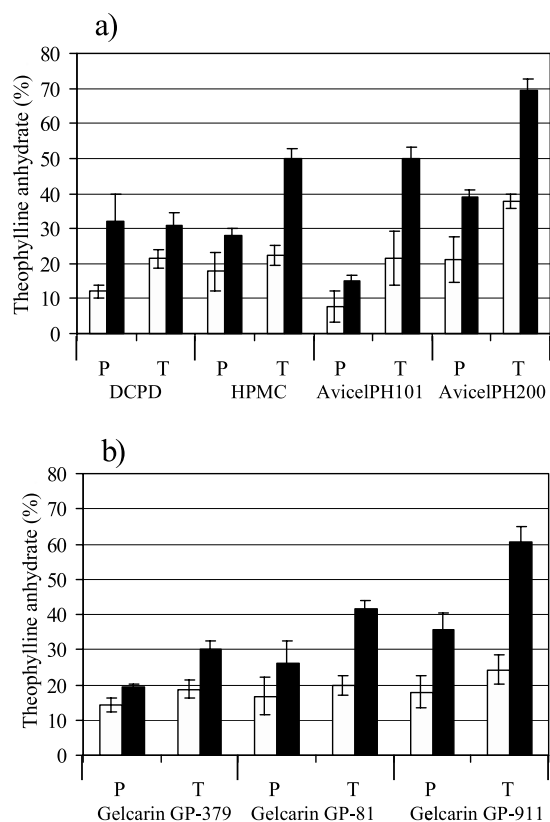 a)
Theophylline anhydrate (%)
80
70
60
50
40
30
20
10
0
P T P T P T P T
DCPD HPMC AvicelPH101 AvicelPH200
b)
Theophylline anhydrate (%)
80
70
60
50
40
30
20
10
0
P T P T P T
Gelcarin GP-379 Gelcarin GP-81 Gelcarin GP-911